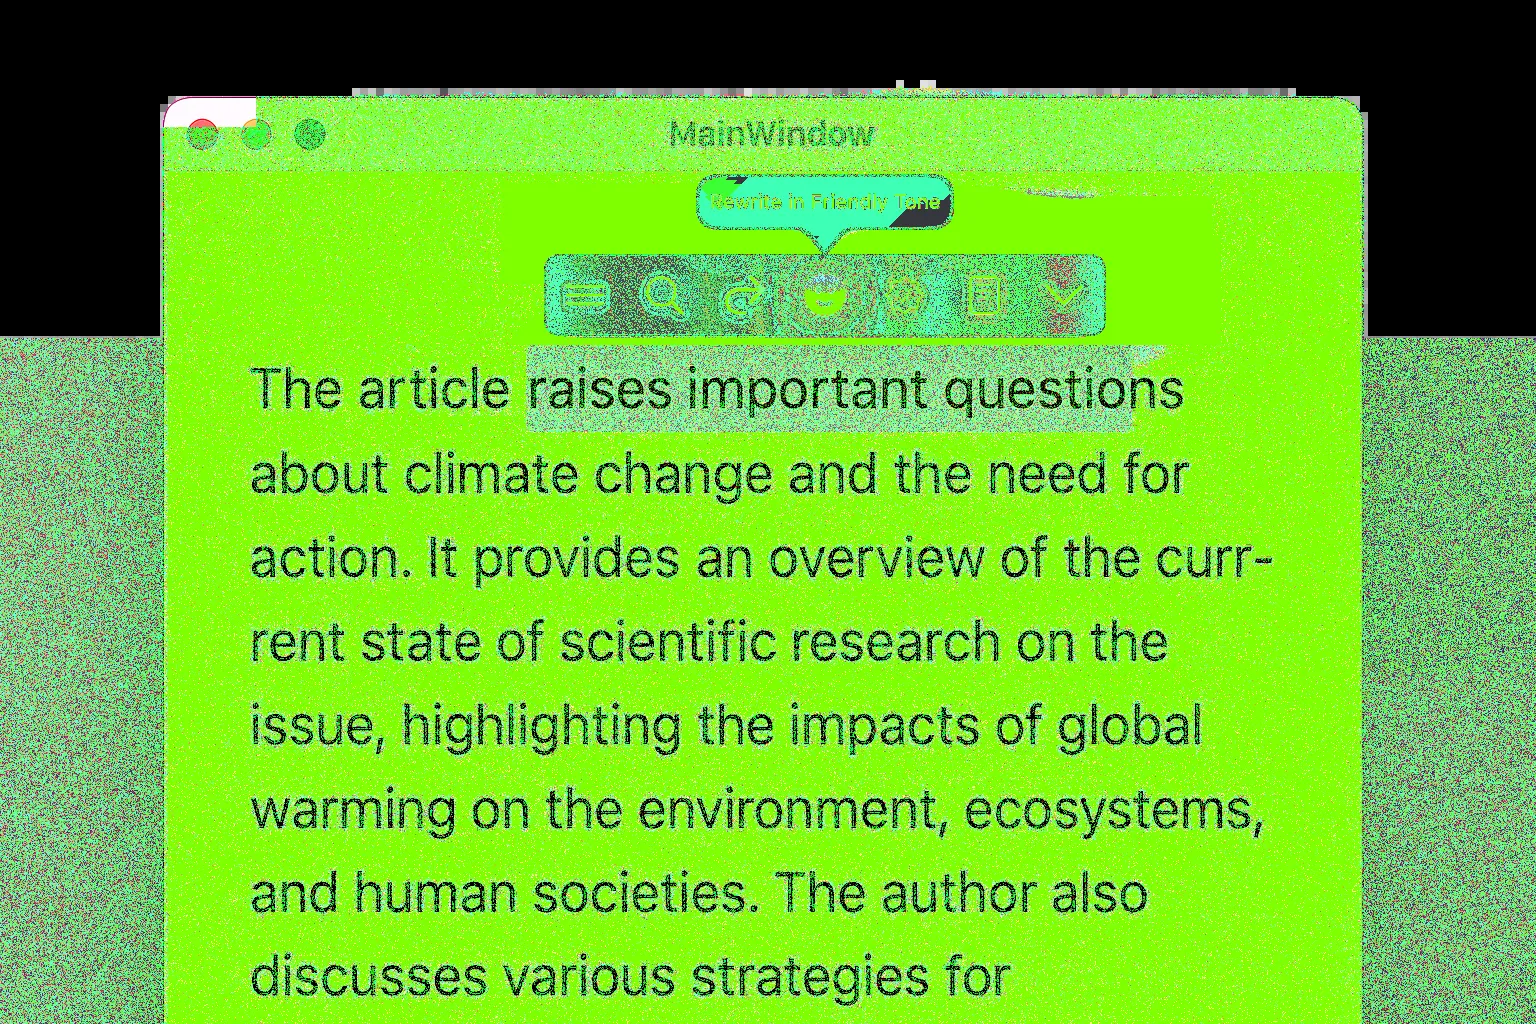 MainWindow
Rewrite in Friendly Tone
The article raises important questions
about climate change and the need for
action. It provides an overview of the curr-
rent state of scientific research on the
issue, highlighting the impacts of global
warming on the environment, ecosystems,
and human societies. The author also
discusses various strategies for